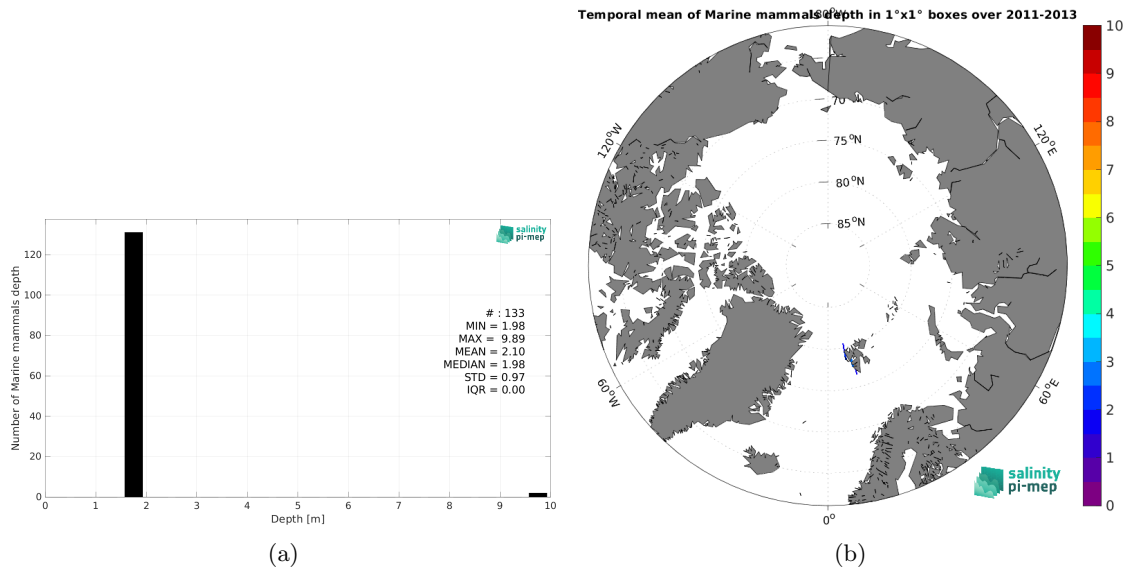 Temporal mean of Marine mammals depth in 1°x1° boxes over 2011-2013
180°W
120°W
120°E
60°W
60°E
0°
70°N
75°N
80°N
85°N
10
9
8
7
6
5
4
3
2
1
0
salinity
pi-mep
Number of Marine mammals depth
120
100
80
60
40
20
0
salinity
pi-mep
# : 133
MIN = 1.98
MAX = 9.89
MEAN = 2.10
MEDIAN = 1.98
STD = 0.97
IQR = 0.00
0 1 2 3 4 5 6 7 8 9 10
Depth [m]
(a)
(b)